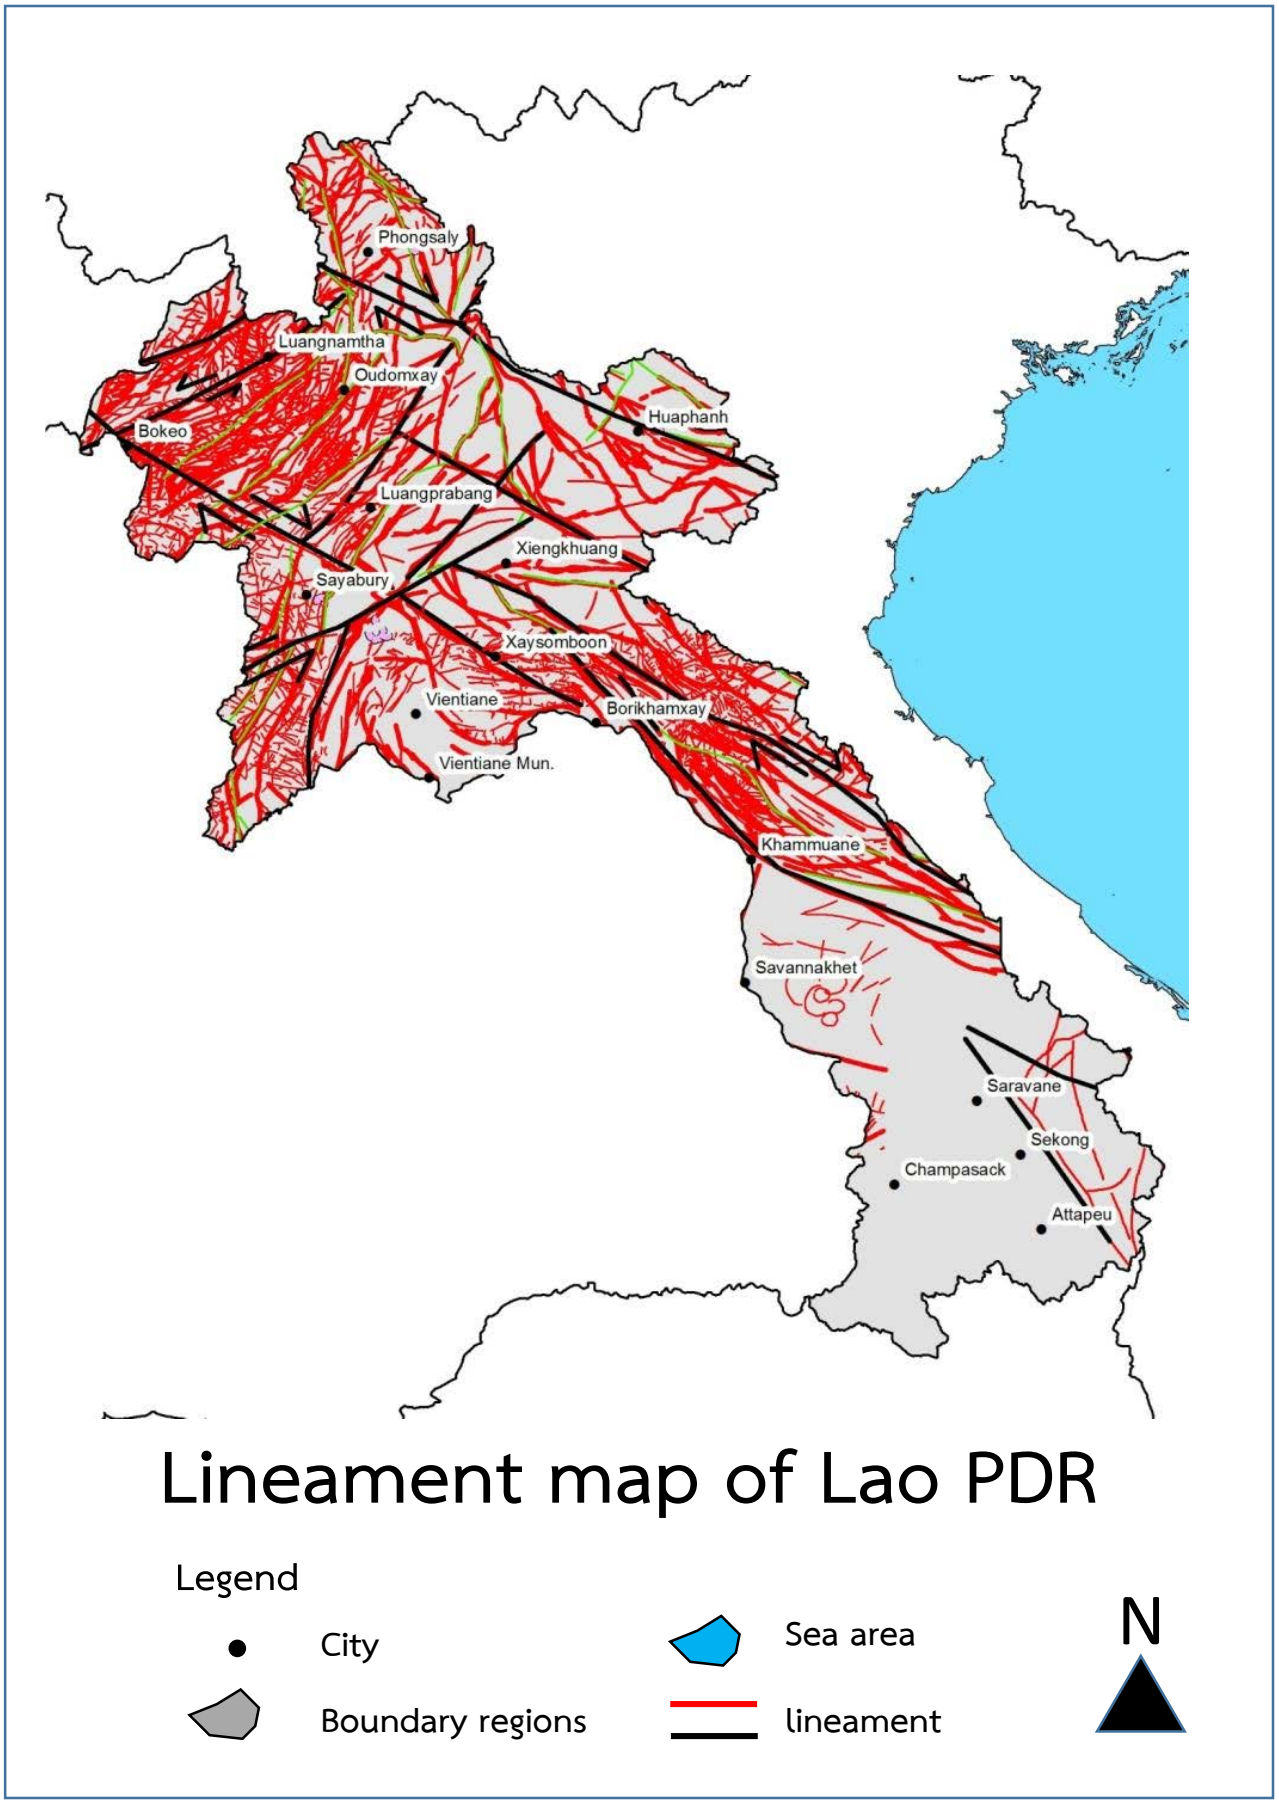 Phongsaly
Luangnamtha
Oudomxay
Huaphanh
Bokeo
Luangprabang
Xiengkhuang
Sayabury
Xaysomboon
Vientiane
Borikhamxay
Vientiane Mun.
Khammuane
Savannakhet
Saravane
Sekong
Champasack
Attapeu
Lineament map of Lao PDR
Legend
City
Sea area
N
Boundary regions
lineament